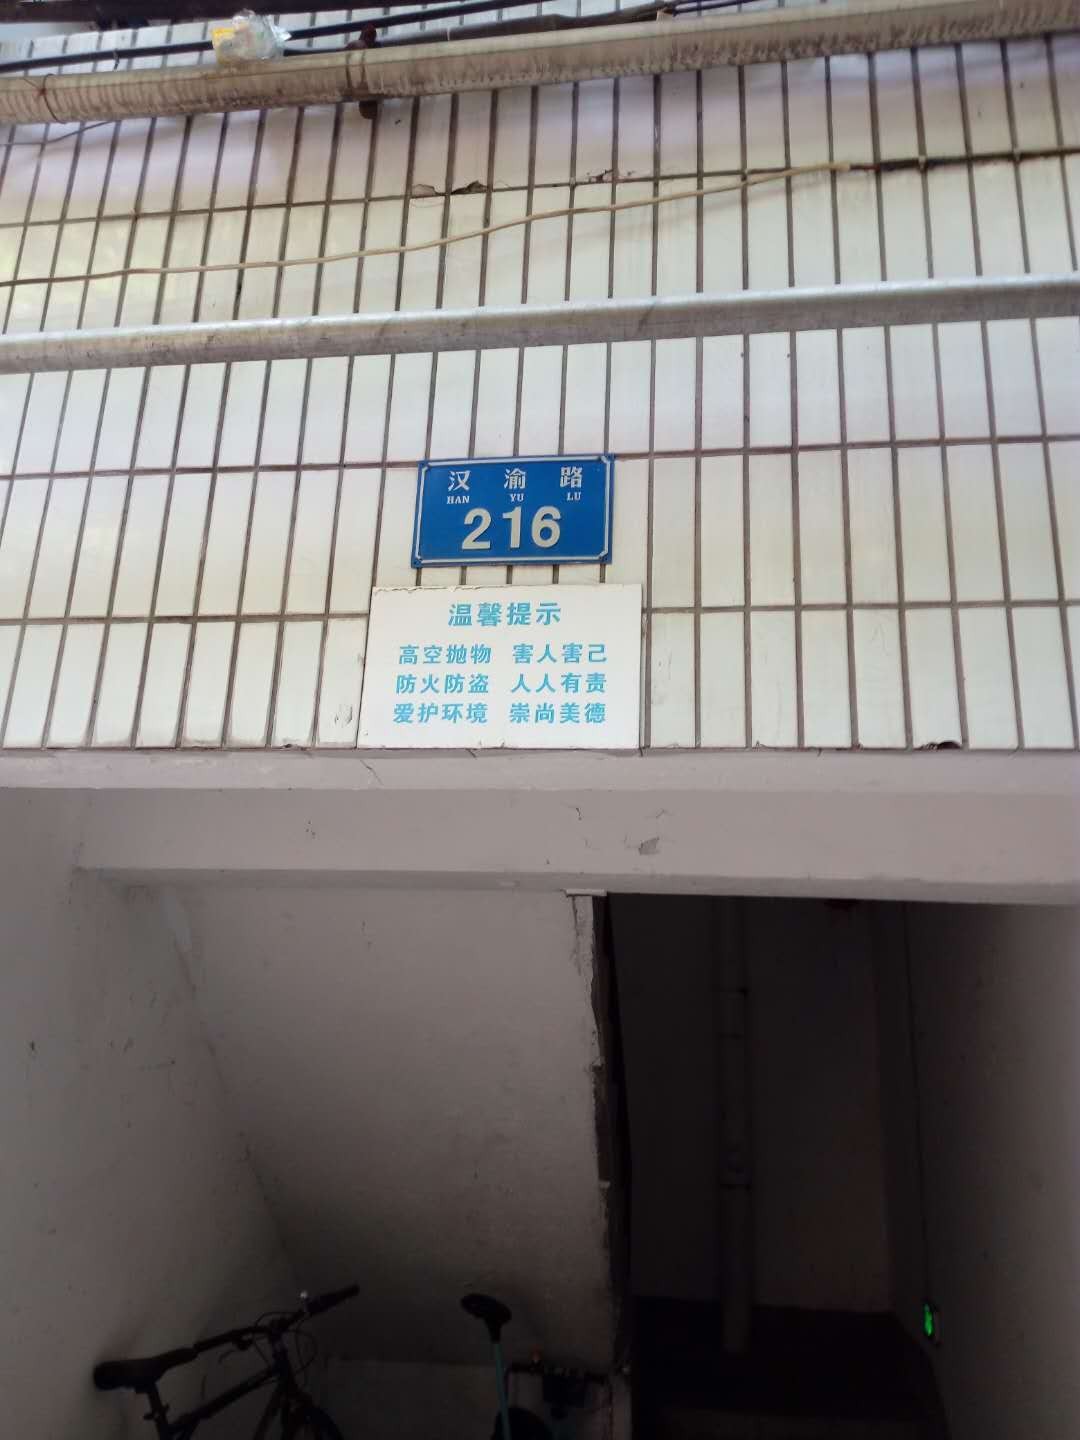 汉渝路
HAN YU LU
216
温馨提示
高空抛物 害人害己
防火防盗 人人有责
爱护环境 崇尚美德